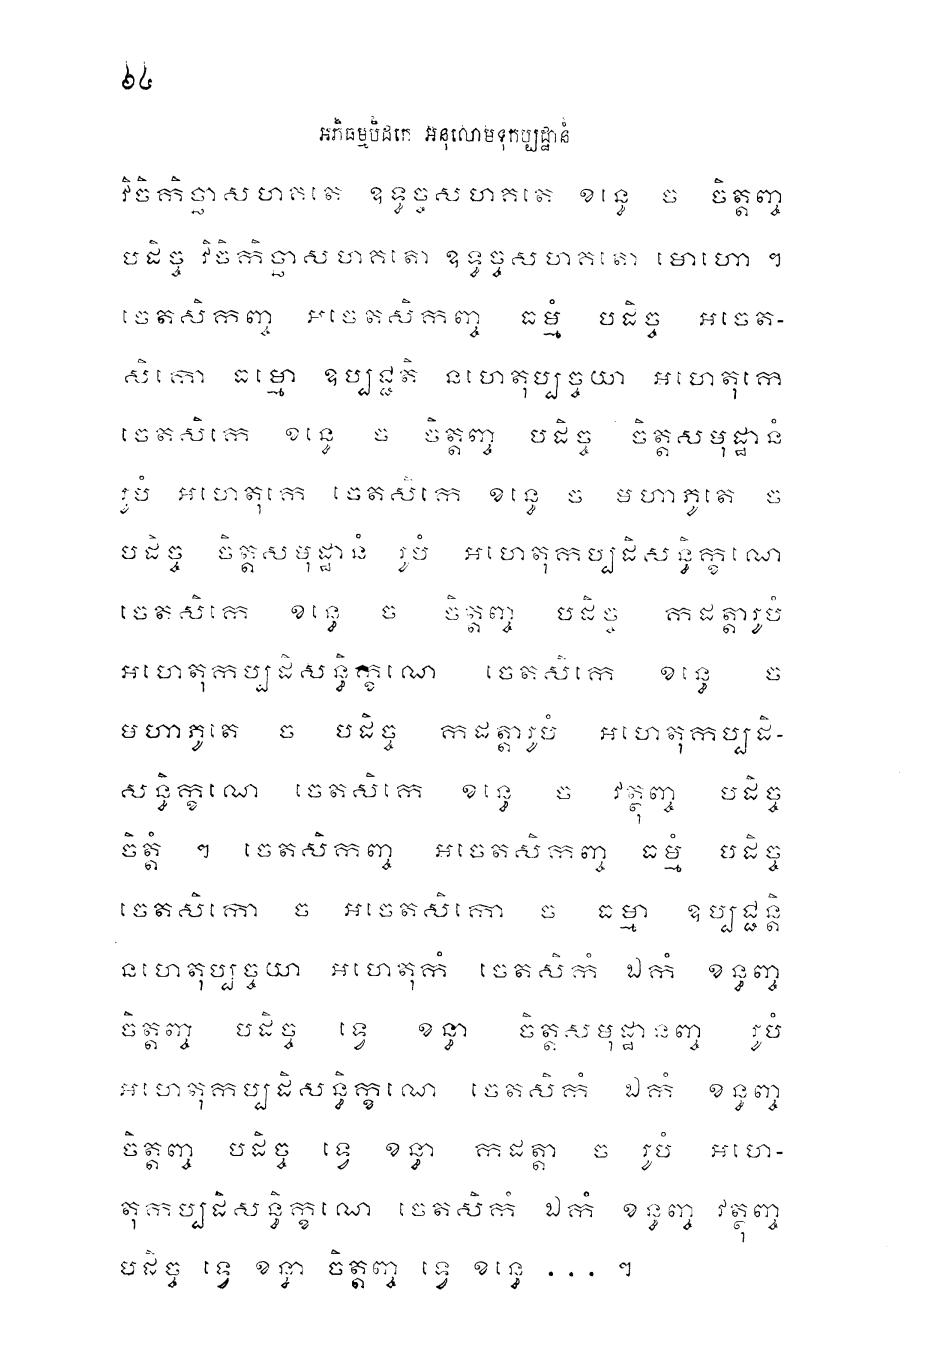 ៦៤
អភិធម្មបិដកេ អនុលោមទុកប្បដ្ឋានំ
វិចិកិច្ឆាសហគតេ ឧទ្ធច្ចសហគតេ ខន្ធេ ច ចិត្តញ្ច
បដិច្ច វិចិកិច្ឆាសហគតោ ឧទ្ធច្ចសហគតោ មោហោ ។
ចេតសិកញ្ច អចេតសិកញ្ច ធម្មំ បដិច្ច អចេត-
សិកោ ធម្មោ ឧប្បជ្ជតិ នហេតុប្បច្ចយា អហេតុកេ
ចេតសិកេ ខន្ធេ ច ចិត្តញ្ច បដិច្ច ចិត្តសមុដ្ឋានំ
រូបំ អហេតុកេ ចេតសិកេ ខន្ធេ ច មហាភូតេ ច
បដិច្ច ចិត្តសមុដ្ឋានំ រូបំ អហេតុកប្បដិសន្ធិក្ខណេ
ចេតសិកេ ខន្ធេ ច ចិត្តញ្ច បដិច្ច កដត្តារូបំ
អហេតុកប្បដិសន្ធិក្ខណេ ចេតសិកេ ខន្ធេ ច
មហាភូតេ ច បដិច្ច កដត្តារូបំ អហេតុកប្បដិ-
សន្ធិក្ខណេ ចេតសិកេ ខន្ធេ ច វត្ថុញ្ច បដិច្ច
ចិត្តំ ។ ចេតសិកញ្ច អចេតសិកញ្ច ធម្មំ បដិច្ច
ចេតសិកោ ច អចេតសិកោ ច ធម្មា ឧប្បជ្ជន្តិ
នហេតុប្បច្ចយា អហេតុកំ ចេតសិកំ ឯកំ ខន្ធញ្ច
ចិត្តញ្ច បដិច្ច ទ្វេ ខន្ធា ចិត្តសមុដ្ឋានញ្ច រូបំ
អហេតុកប្បដិសន្ធិក្ខណេ ចេតសិកំ ឯកំ ខន្ធញ្ច
ចិត្តញ្ច បដិច្ច ទ្វេ ខន្ធា កដត្តា ច រូបំ អហេ-
តុកប្បដិសន្ធិក្ខណេ ចេតសិកំ ឯកំ ខន្ធញ្ច វត្ថុញ្ច
បដិច្ច ទ្វេ ខន្ធា ចិត្តញ្ច ទ្វេ ខន្ធេ ... ។